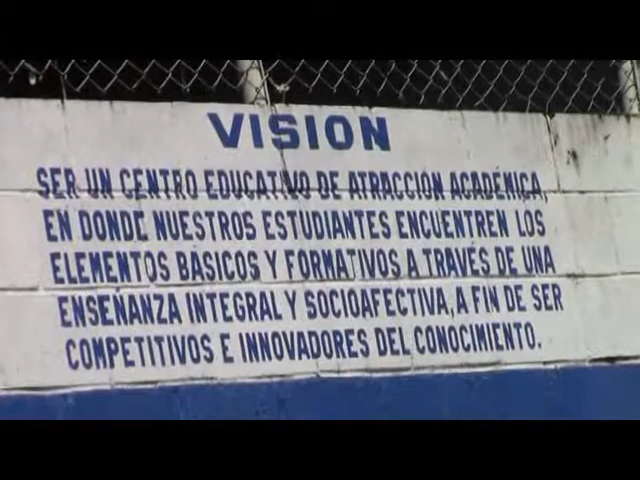 VISION
SER UN CENTRO EDUCATIVO DE ATRACCIÓN ACADÉMICA,
EN DONDE NUESTROS ESTUDIANTES ENCUENTREN LOS
ELEMENTOS BÁSICOS Y FORMATIVOS A TRAVÉS DE UNA
ENSEÑANZA INTEGRAL Y SOCIOAFECTIVA, A FIN DE SER
COMPETITIVOS E INNOVADORES DEL CONOCIMIENTO.